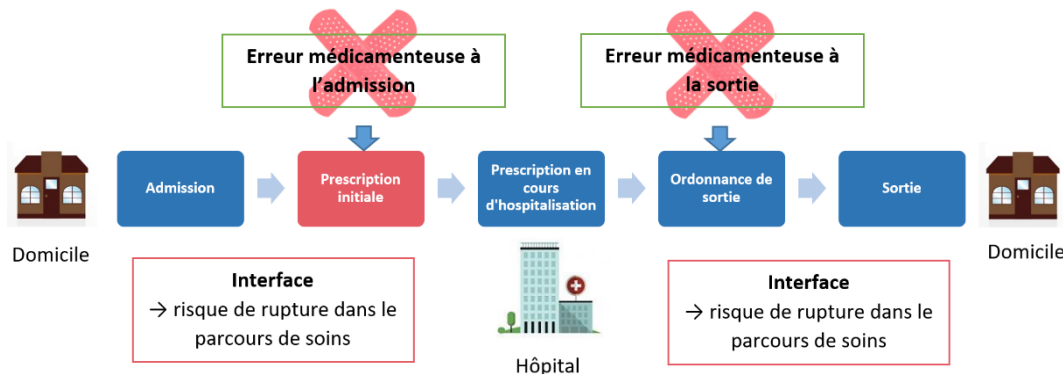 Erreur médicamenteuse à
l'admission
Erreur médicamenteuse à
la sortie
Admission
Prescription
initiale
Prescription en
cours
d'hospitalisation
Ordonnance de
sortie
Sortie
Domicile
Domicile
Interface
→ risque de rupture dans le
parcours de soins
Hôpital
Interface
→ risque de rupture dans le
parcours de soins